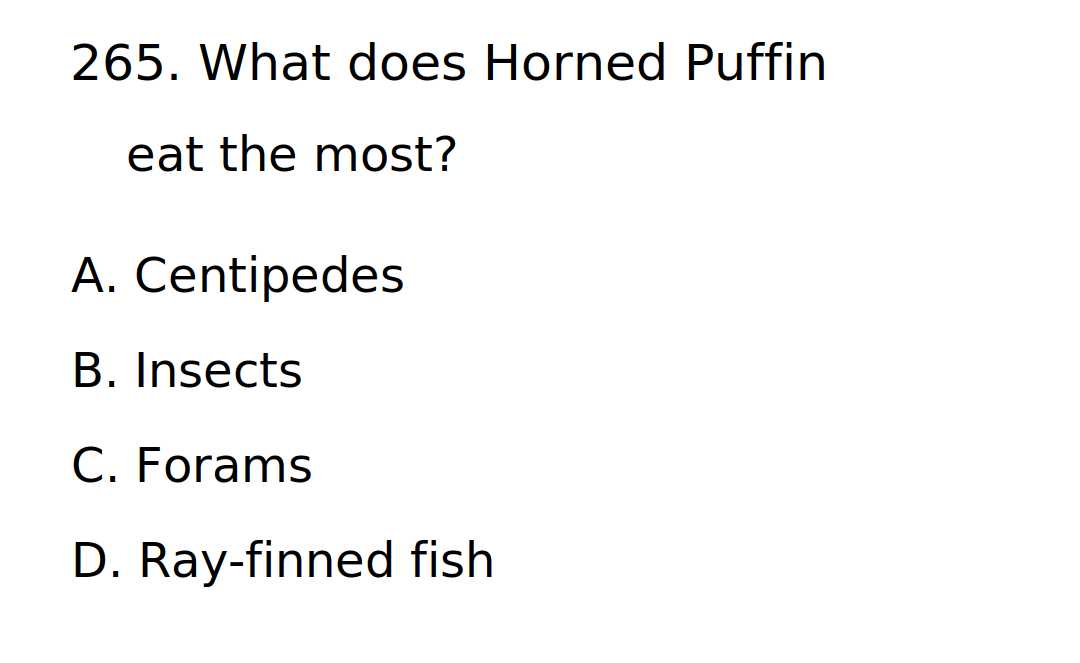 265. What does Horned Puffin
eat the most?
A. Centipedes
B. Insects
C. Forams
D. Ray-finned fish